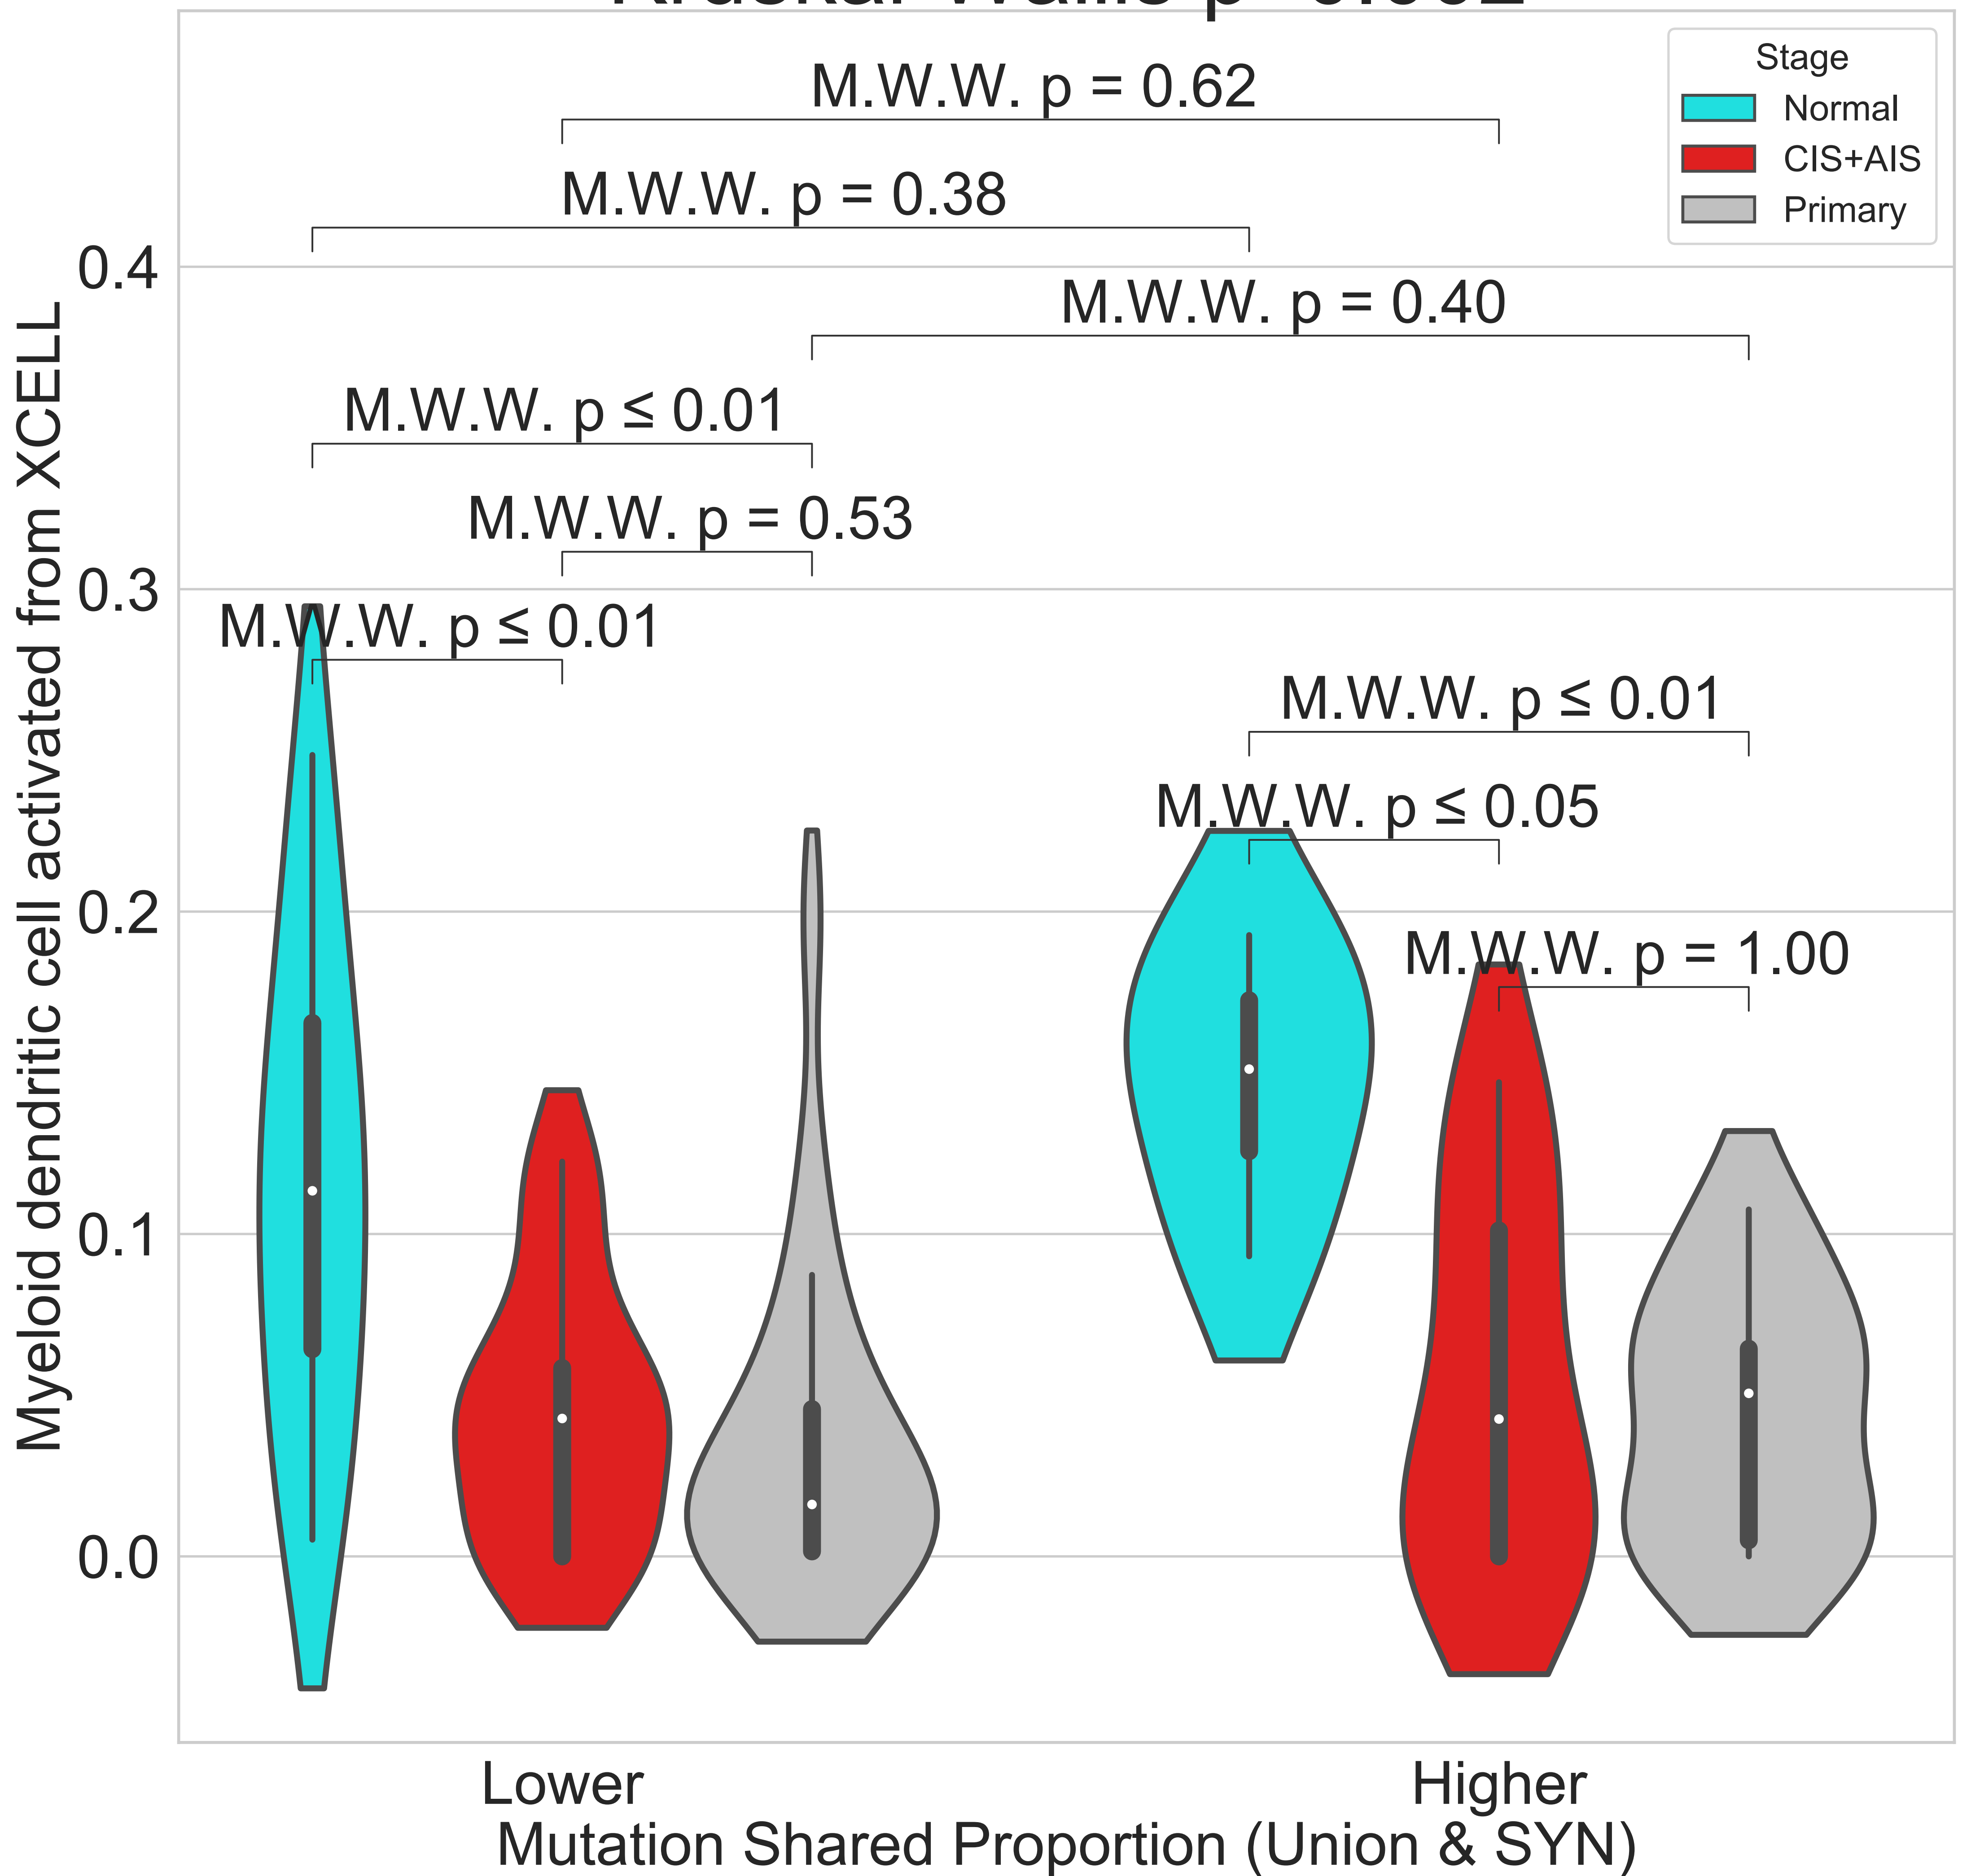 Stage
Normal
CIS+AIS
Primary
M.W.W. p = 0.62
M.W.W. p = 0.38
M.W.W. p = 0.40
M.W.W. p ≤ 0.01
M.W.W. p = 0.53
M.W.W. p ≤ 0.01
M.W.W. p ≤ 0.01
M.W.W. p ≤ 0.05
M.W.W. p = 1.00
Myeloid dendritic cell activated from XCELL
0.4
0.3
0.2
0.1
0.0
Lower
Higher
Mutation Shared Proportion (Union & SYN)